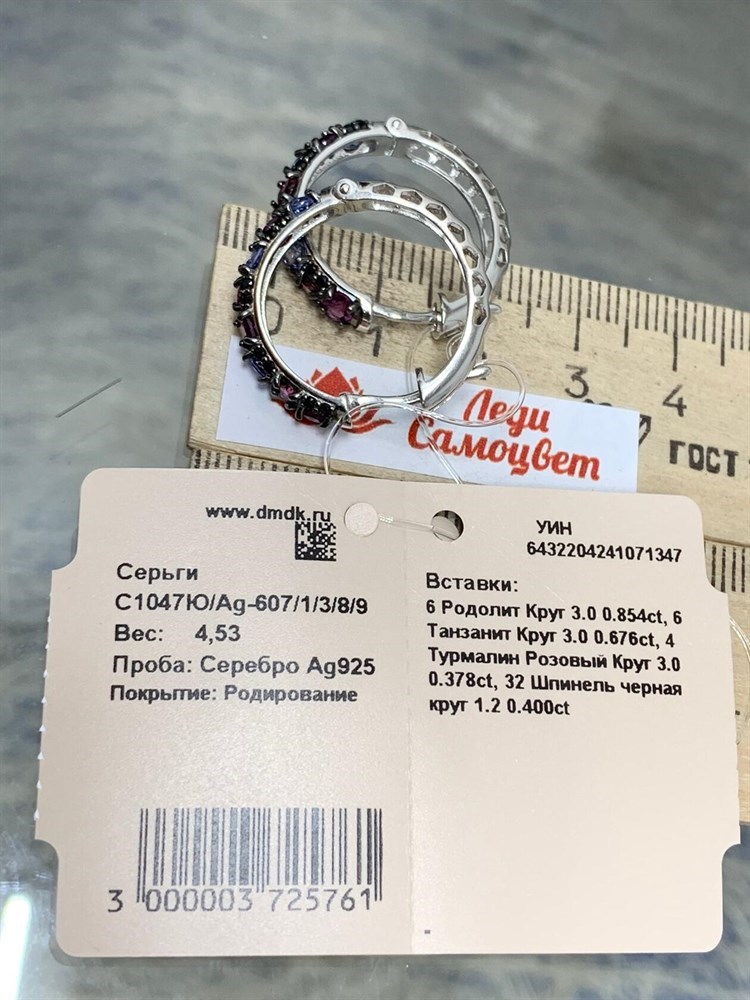 0 1 3 4
ГОСТ
Леди
Самоцвет
www.dmdk.ru
Серьги
С1047Ю/Ag-607/1/3/8/9
Вес: 4,53
Проба: Серебро Ag925
Покрытие: Родирование
3 000003 725761
УИН
6432204241071347
Вставки:
6 Родолит Круг 3.0 0.854ct, 6
Танзанит Круг 3.0 0.676ct, 4
Турмалин Розовый Круг 3.0
0.378ct, 32 Шпинель черная
круг 1.2 0.400ct